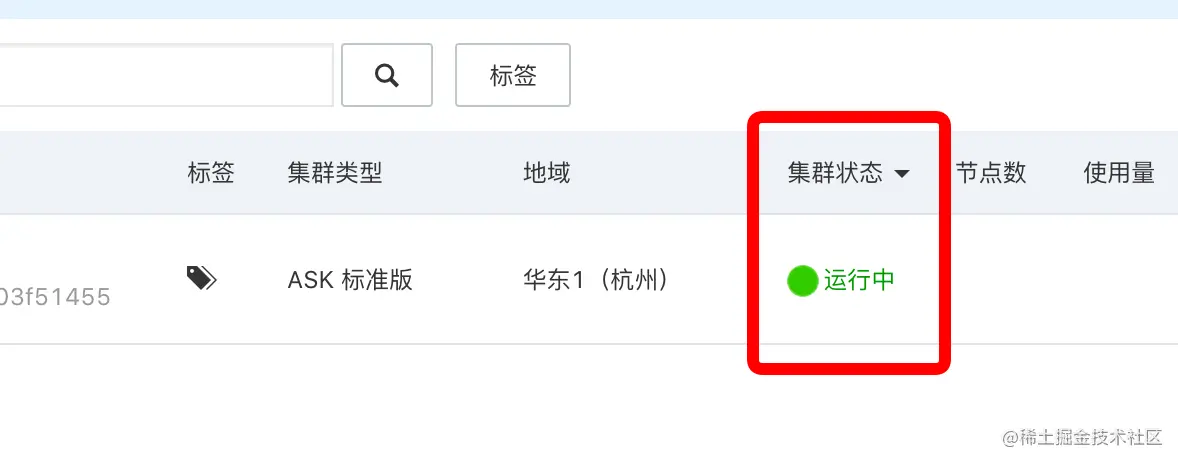 标签
标签 集群类型 地域 集群状态 节点数 使用量
ASK 标准版 华东1（杭州） 运行中
03f51455
@稀土掘金技术社区